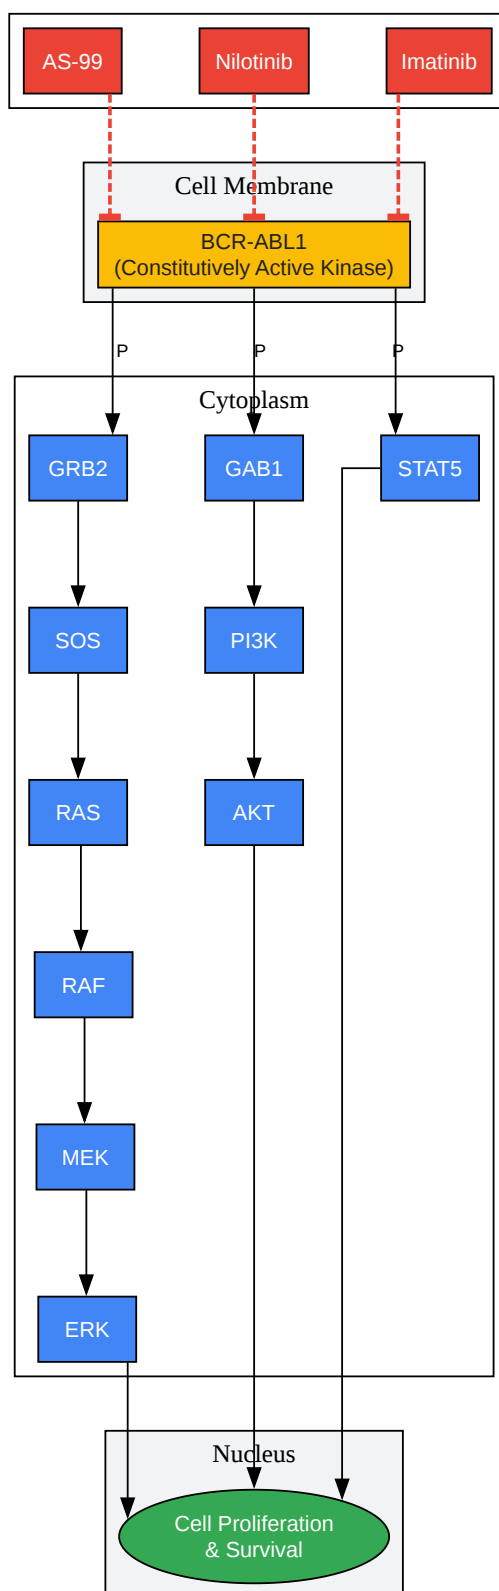 AS-99
Nilotinib
Imatinib
Cell Membrane
BCR-ABL1
(Constitutively Active Kinase)
P
P
P
Cytoplasm
GRB2
GAB1
STAT5
SOS
PI3K
RAS
AKT
RAF
MEK
ERK
Nucleus
Cell Proliferation
& Survival